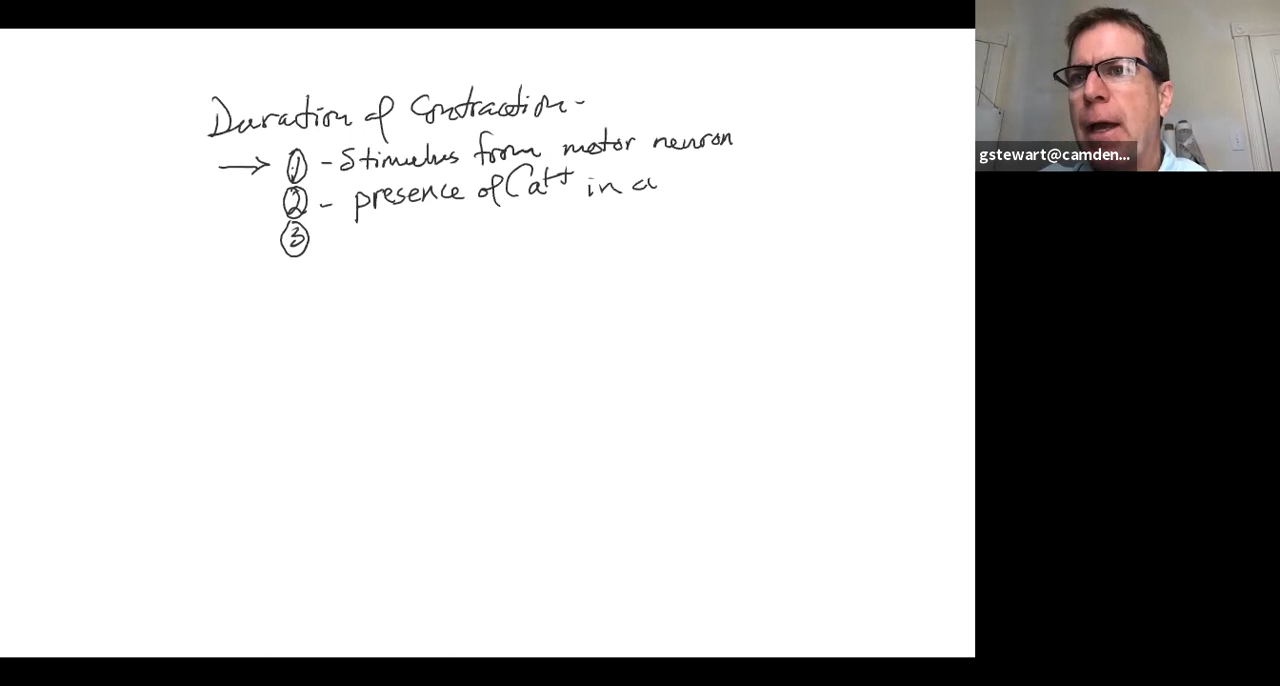 Duration of Contraction -
→ ① - Stimulus from motor neuron
② - presence of Ca++ in a
③
gstewart@camden...